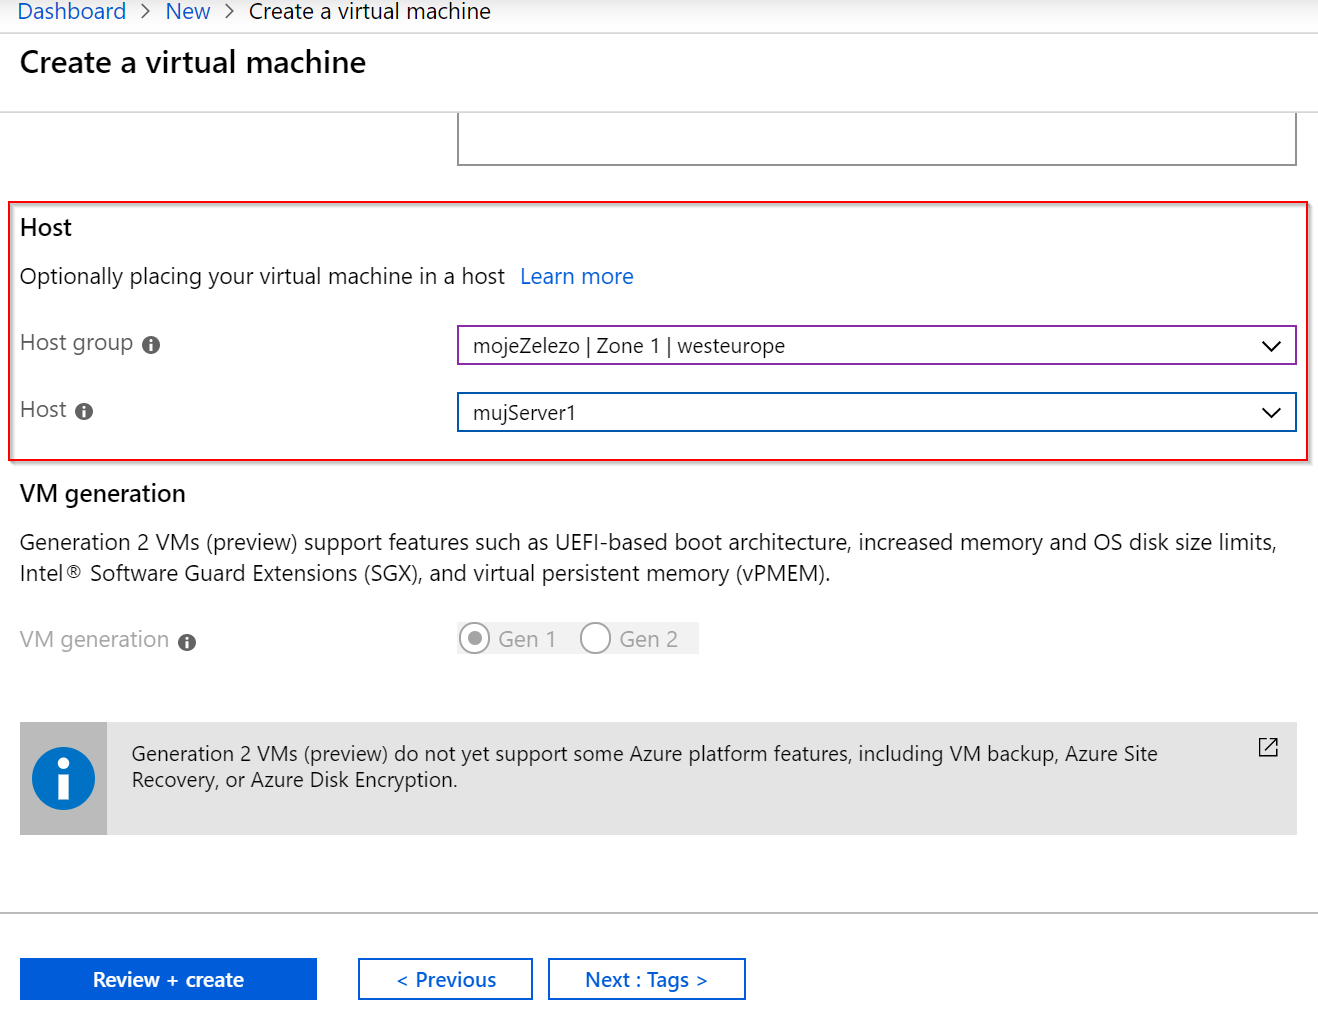 Dashboard > New > Create a virtual machine
Create a virtual machine
Host
Optionally placing your virtual machine in a host Learn more
Host group
mojeZelezo | Zone 1 | westeurope
Host
mujServer1
VM generation
Generation 2 VMs (preview) support features such as UEFI-based boot architecture, increased memory and OS disk size limits,
Intel® Software Guard Extensions (SGX), and virtual persistent memory (vPMEM).
VM generation
Gen 1 Gen 2
Generation 2 VMs (preview) do not yet support some Azure platform features, including VM backup, Azure Site
Recovery, or Azure Disk Encryption.
Review + create
< Previous
Next : Tags >